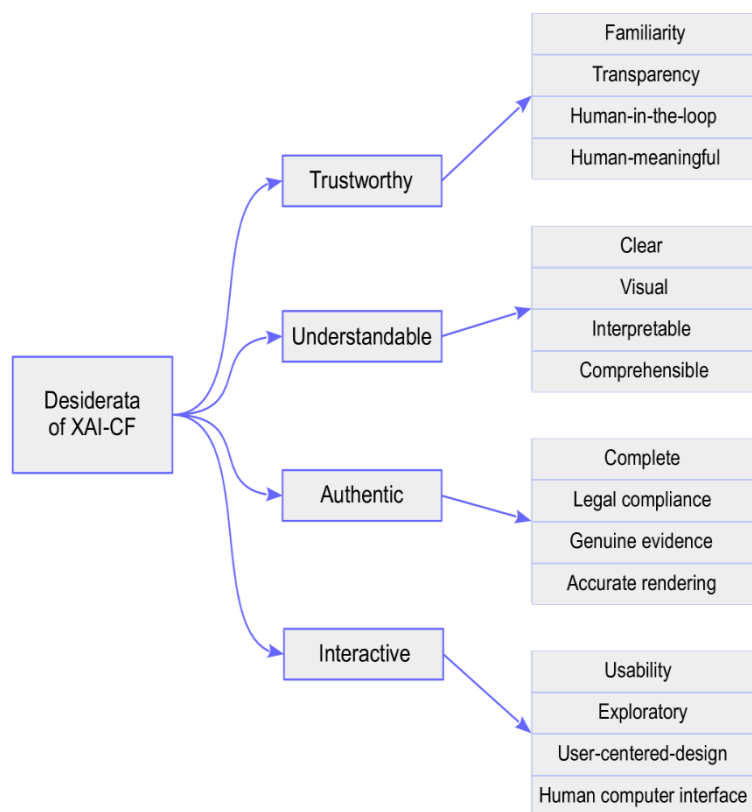 Desiderata
of XAI-CF
Trustworthy
Familiarity
Transparency
Human-in-the-loop
Human-meaningful
Understandable
Clear
Visual
Interpretable
Comprehensible
Authentic
Complete
Legal compliance
Genuine evidence
Accurate rendering
Interactive
Usability
Exploratory
User-centered-design
Human computer interface